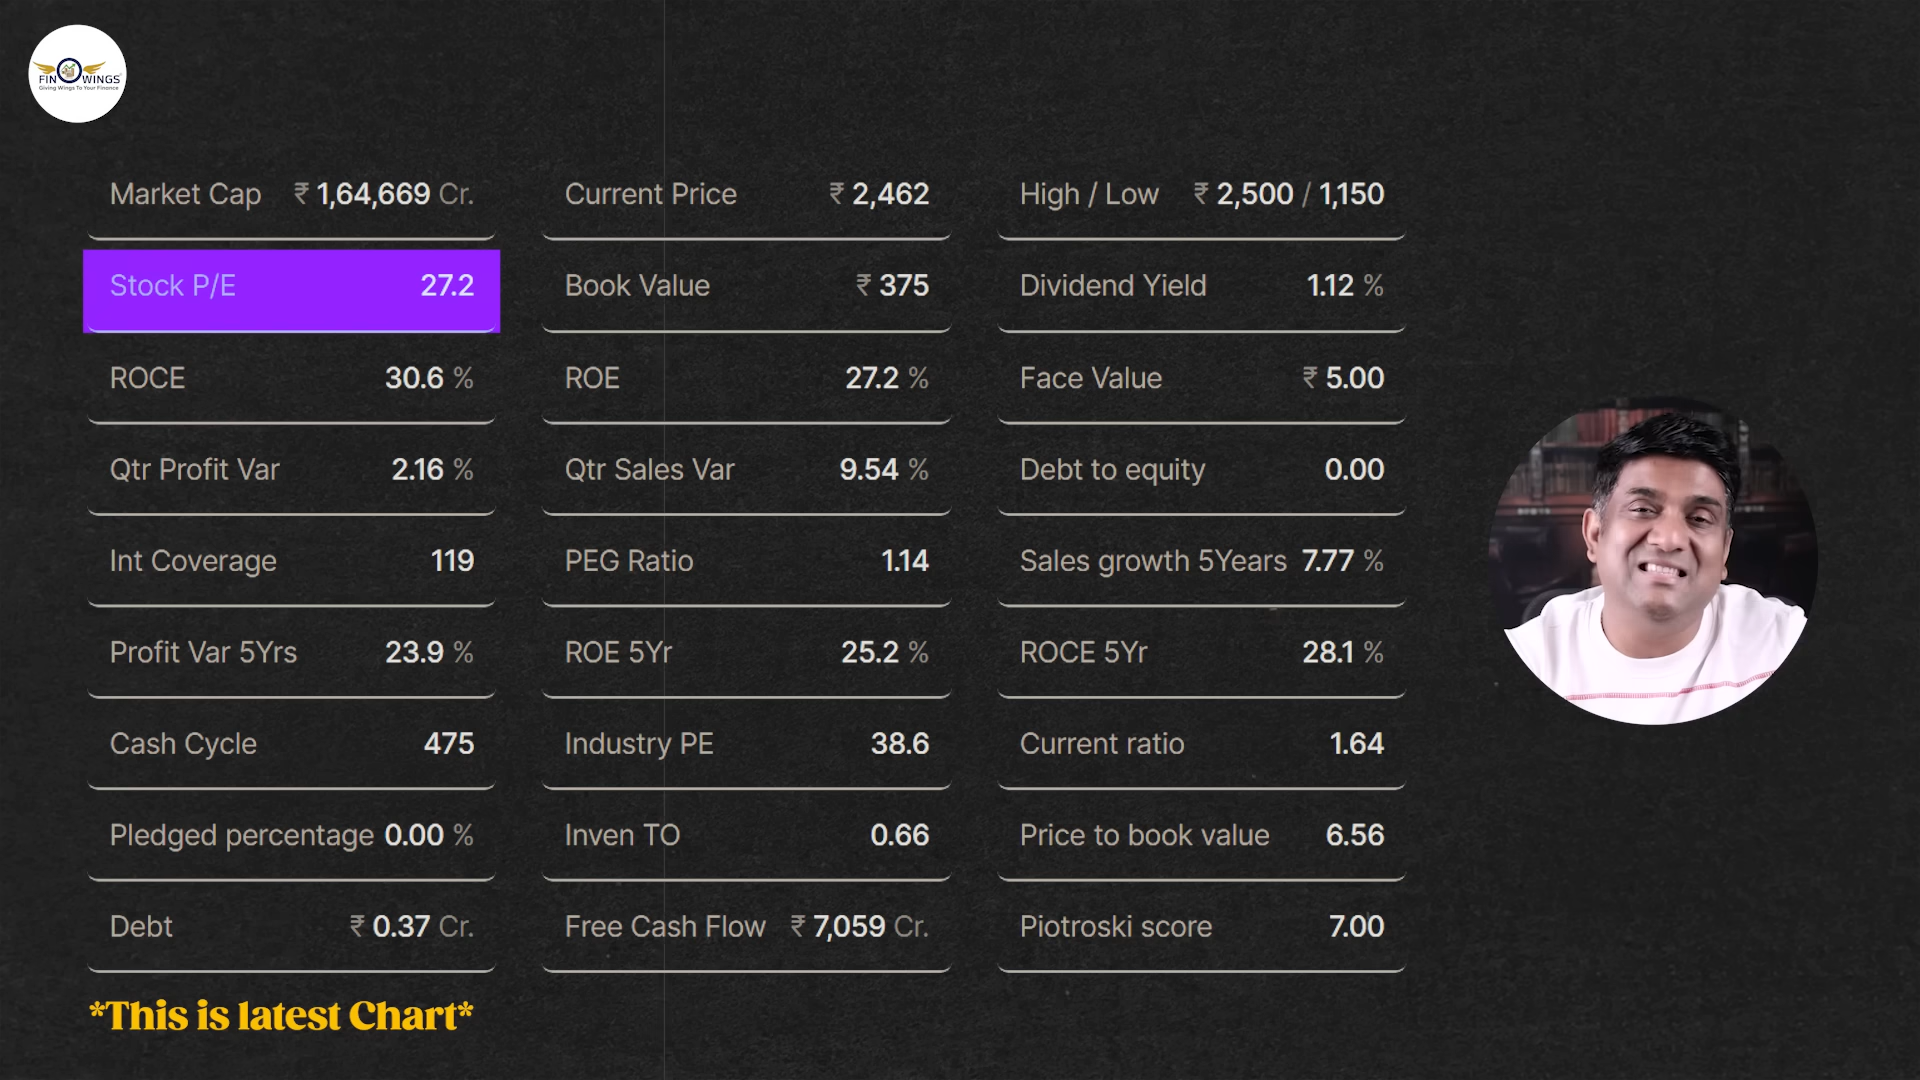 FINOWINGS
Giving Wings To Your Finance
Market Cap ₹ 1,64,669 Cr.
Current Price ₹ 2,462
High / Low ₹ 2,500 / 1,150
Stock P/E 27.2
Book Value ₹ 375
Dividend Yield 1.12 %
ROCE 30.6 %
ROE 27.2 %
Face Value ₹ 5.00
Qtr Profit Var 2.16 %
Qtr Sales Var 9.54 %
Debt to equity 0.00
Int Coverage 119
PEG Ratio 1.14
Sales growth 5Years 7.77 %
Profit Var 5Yrs 23.9 %
ROE 5Yr 25.2 %
ROCE 5Yr 28.1 %
Cash Cycle 475
Industry PE 38.6
Current ratio 1.64
Pledged percentage 0.00 %
Inven TO 0.66
Price to book value 6.56
Debt ₹ 0.37 Cr.
Free Cash Flow ₹ 7,059 Cr.
Piotroski score 7.00
*This is latest Chart*